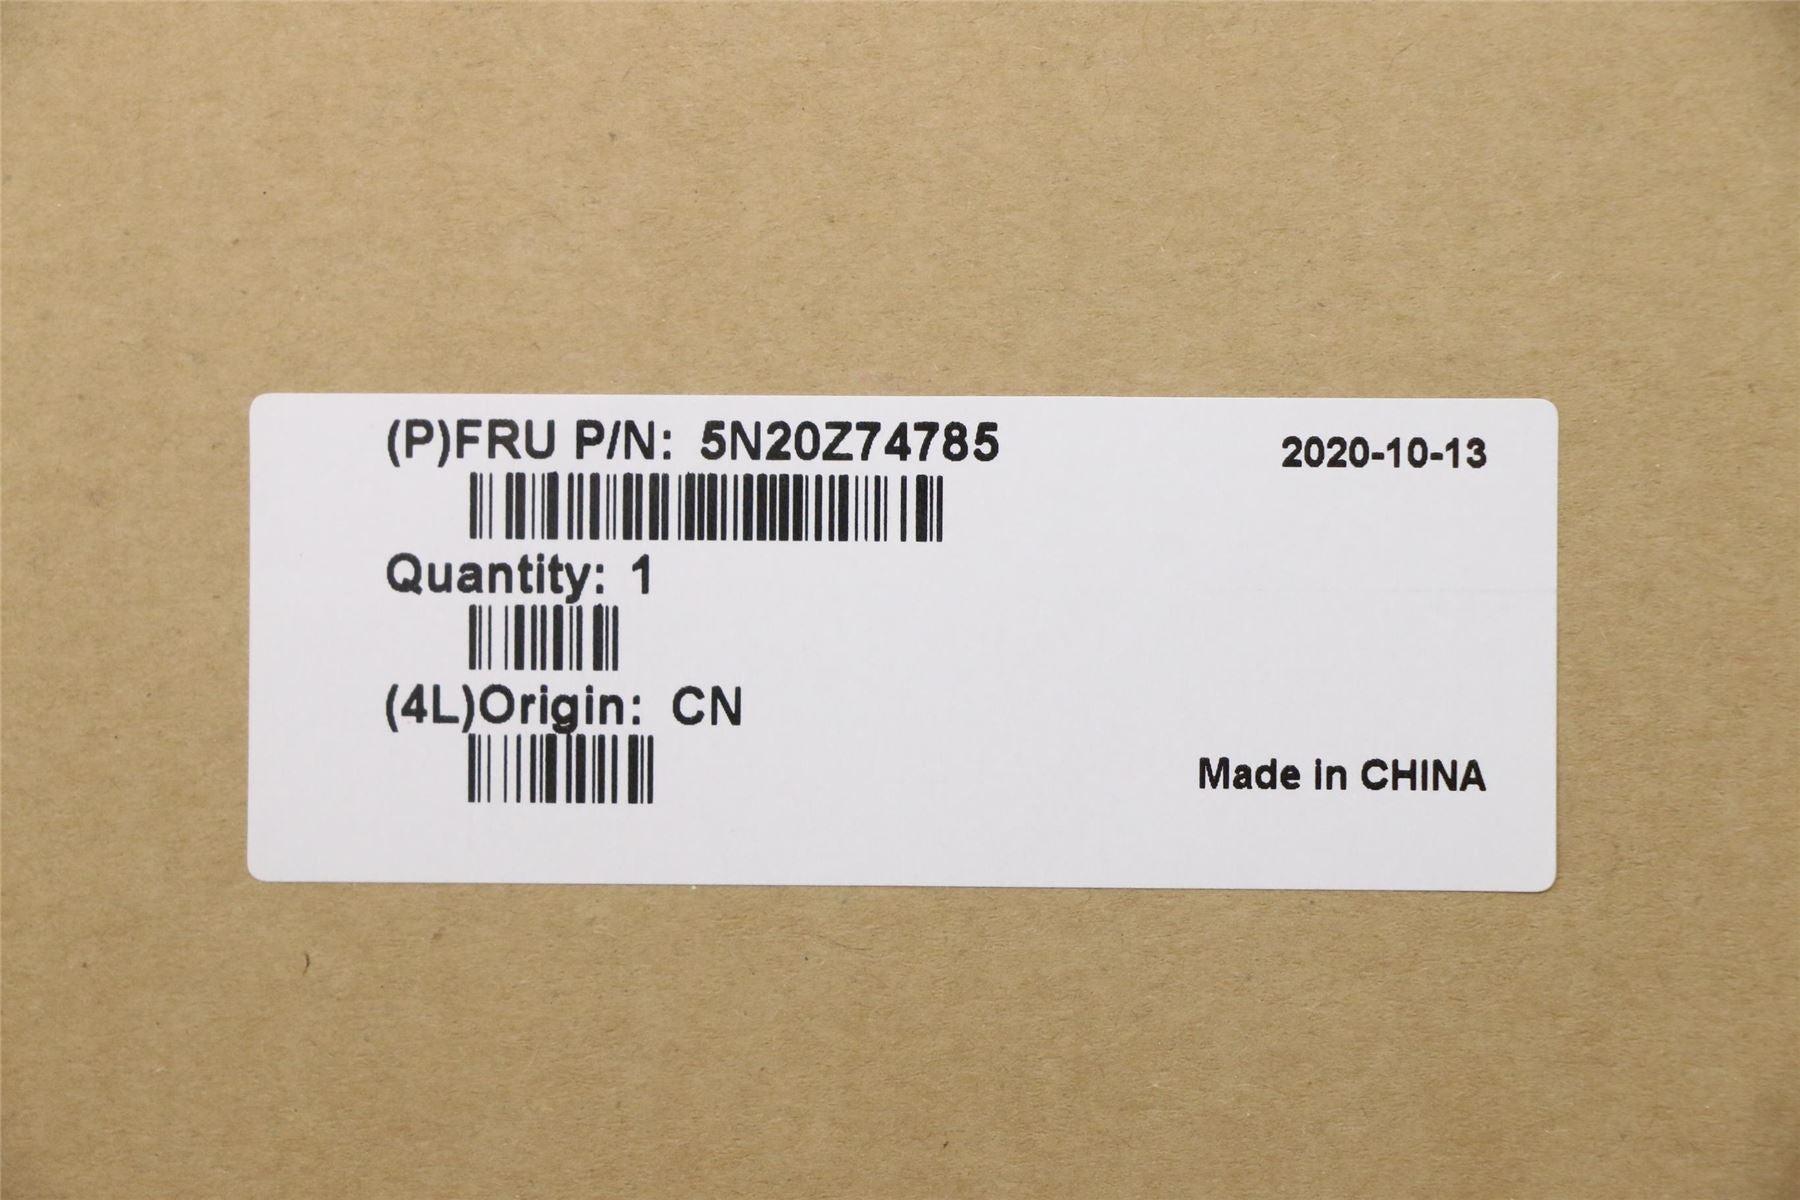 (P)FRU P/N: 5N20Z74785
2020-10-13
Quantity: 1
(4L)Origin: CN
Made in CHINA